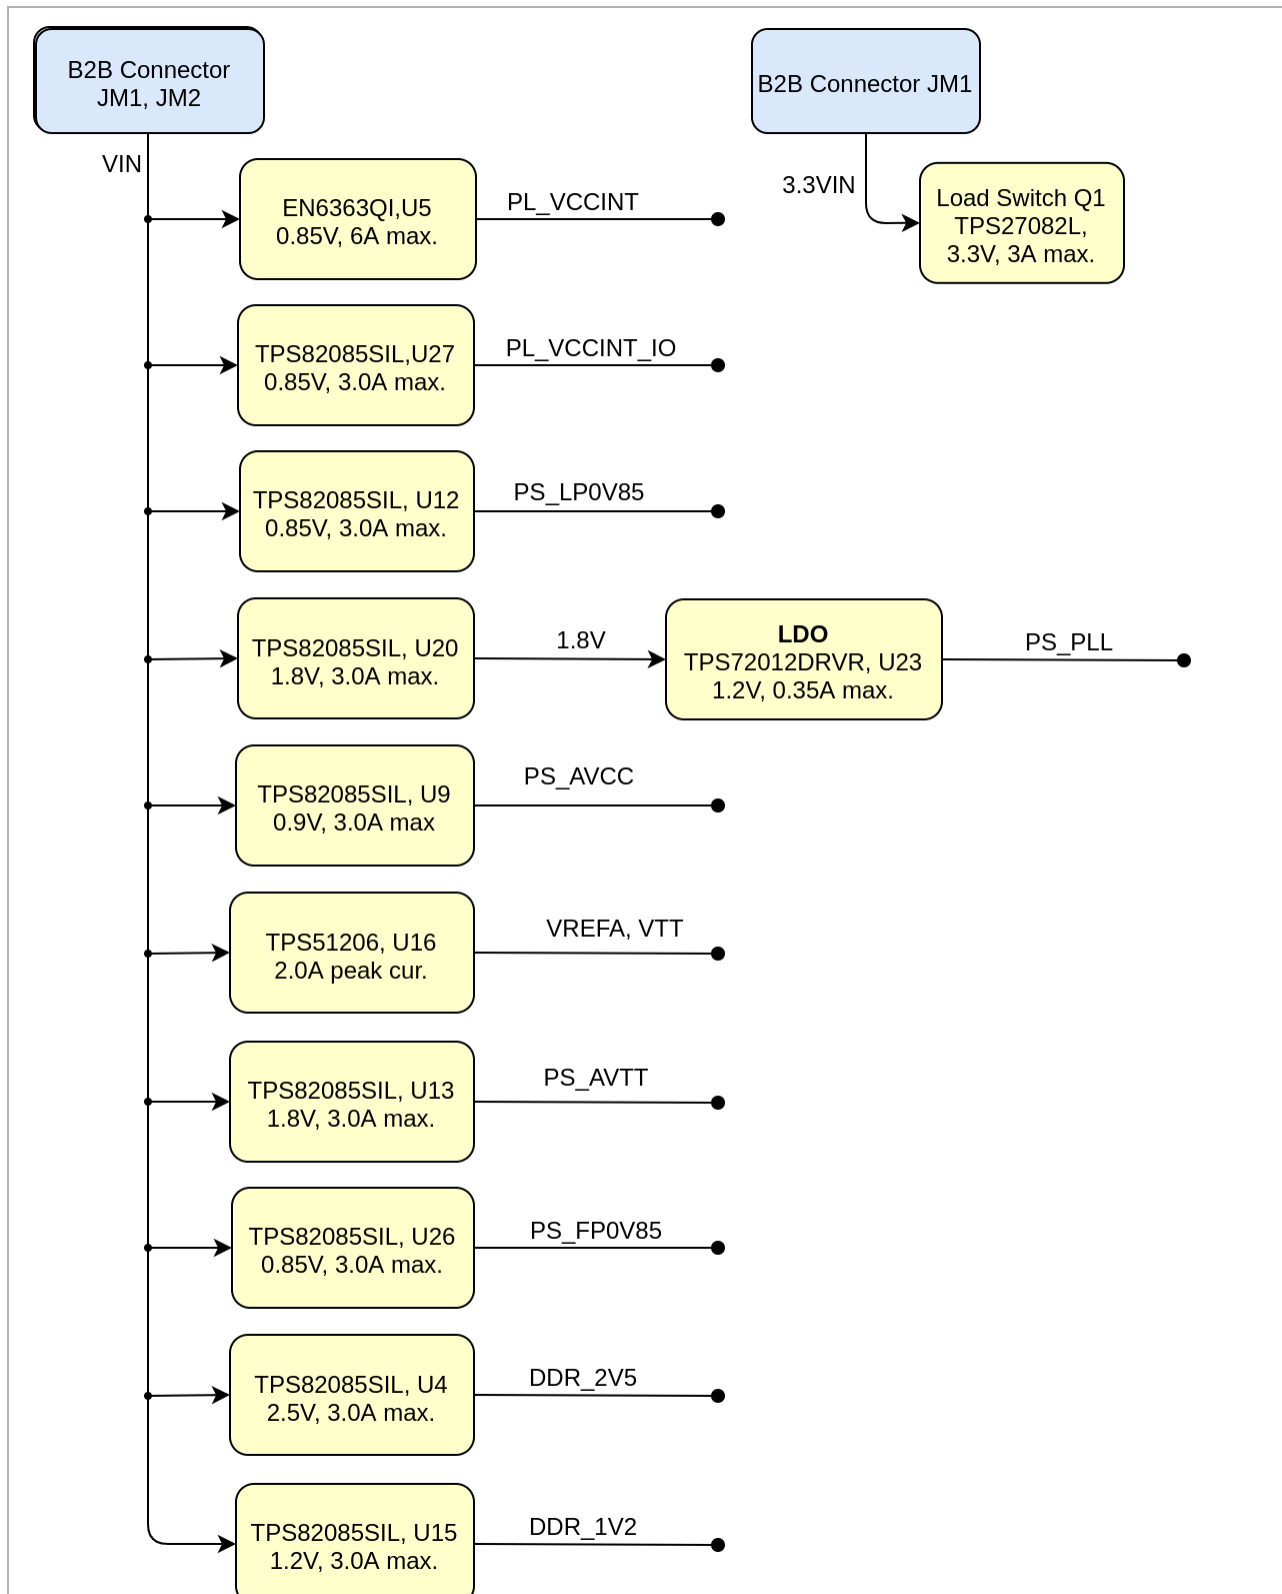 B2B Connector
JM1, JM2
B2B Connector JM1
VIN
3.3VIN
EN6363QI,U5
0.85V, 6A max.
PL_VCCINT
Load Switch Q1
TPS27082L,
3.3V, 3A max.
TPS82085SIL,U27
0.85V, 3.0A max.
PL_VCCINT_IO
TPS82085SIL, U12
0.85V, 3.0A max.
PS_LP0V85
TPS82085SIL, U20
1.8V, 3.0A max.
1.8V
LDO
TPS72012DRVR, U23
1.2V, 0.35A max.
PS_PLL
TPS82085SIL, U9
0.9V, 3.0A max
PS_AVCC
TPS51206, U16
2.0A peak cur.
VREFA, VTT
TPS82085SIL, U13
1.8V, 3.0A max.
PS_AVTT
TPS82085SIL, U26
0.85V, 3.0A max.
PS_FP0V85
TPS82085SIL, U4
2.5V, 3.0A max.
DDR_2V5
TPS82085SIL, U15
1.2V, 3.0A max.
DDR_1V2